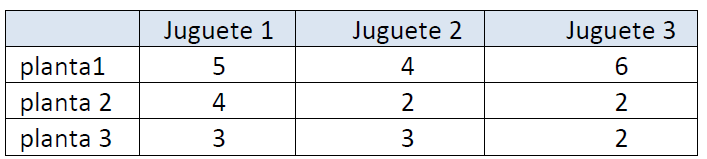 Juguete 1 Juguete 2 Juguete 3
planta1 5 4 6
planta 2 4 2 2
planta 3 3 3 2